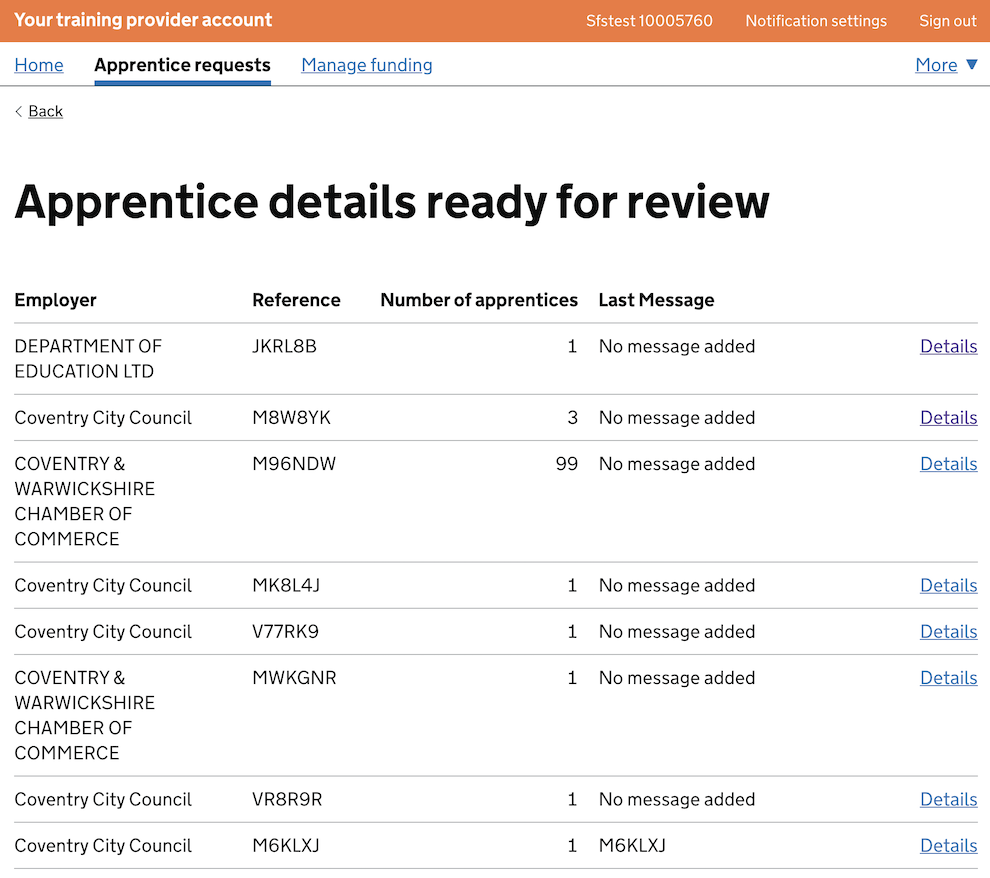 Your training provider account Sfstest 10005760 Notification settings Sign out
Home Apprentice requests Manage funding More ▼
< Back
Apprentice details ready for review
Employer Reference Number of apprentices Last Message
DEPARTMENT OF JKRL8B 1 No message added Details
EDUCATION LTD
Coventry City Council M8W8YK 3 No message added Details
COVENTRY & M96NDW 99 No message added Details
WARWICKSHIRE
CHAMBER OF
COMMERCE
Coventry City Council MK8L4J 1 No message added Details
Coventry City Council V77RK9 1 No message added Details
COVENTRY & MWKGNR 1 No message added Details
WARWICKSHIRE
CHAMBER OF
COMMERCE
Coventry City Council VR8R9R 1 No message added Details
Coventry City Council M6KLXJ 1 M6KLXJ Details